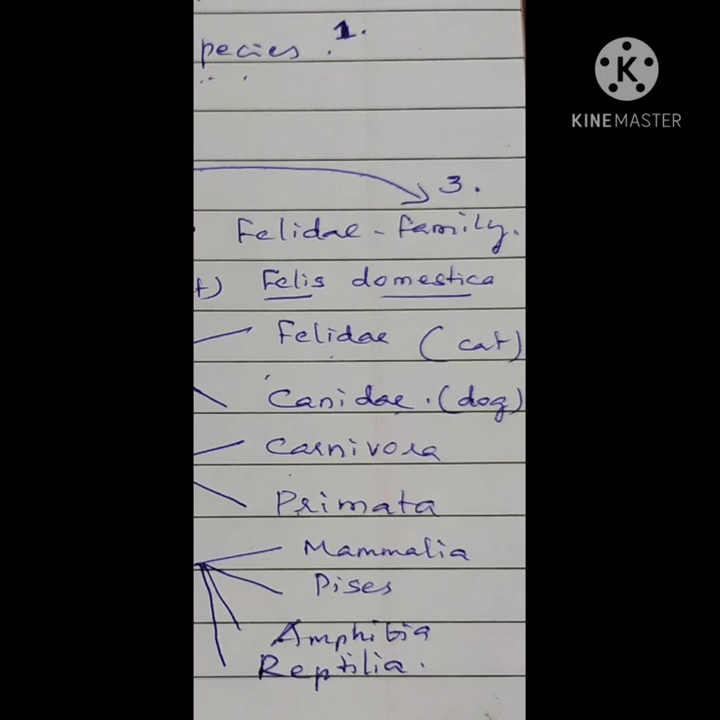 pecies. 1.
K
KINEMASTER
3.
Felidae - family.
t) Felis domestica
Felidae (cat)
Canidae. (dog)
Carnivora
Primata
Mammalia
Pises
Amphibia
Reptilia.